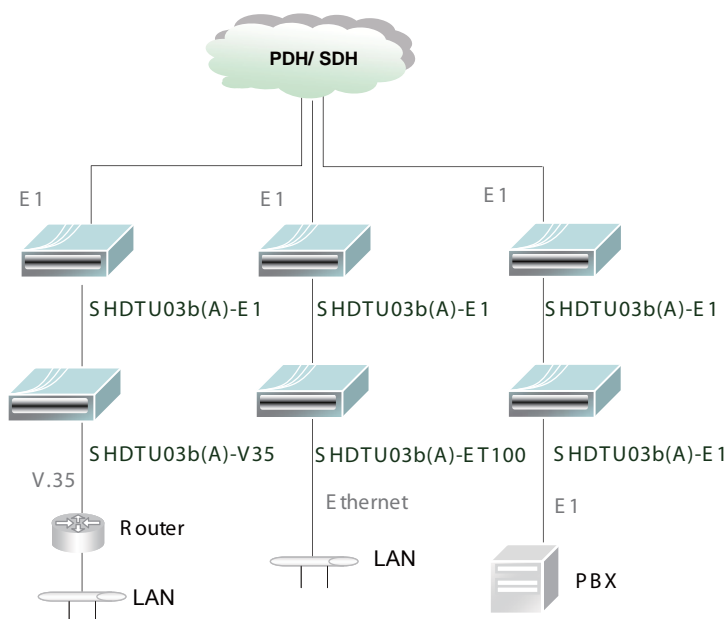 PDH/ SDH
E1
E1
E1
SHDTU03b(A)-E1
SHDTU03b(A)-E1
SHDTU03b(A)-E1
SHDTU03b(A)-V35
SHDTU03b(A)-ET100
SHDTU03b(A)-E1
V.35
Ethernet
E1
Router
LAN
PBX
LAN